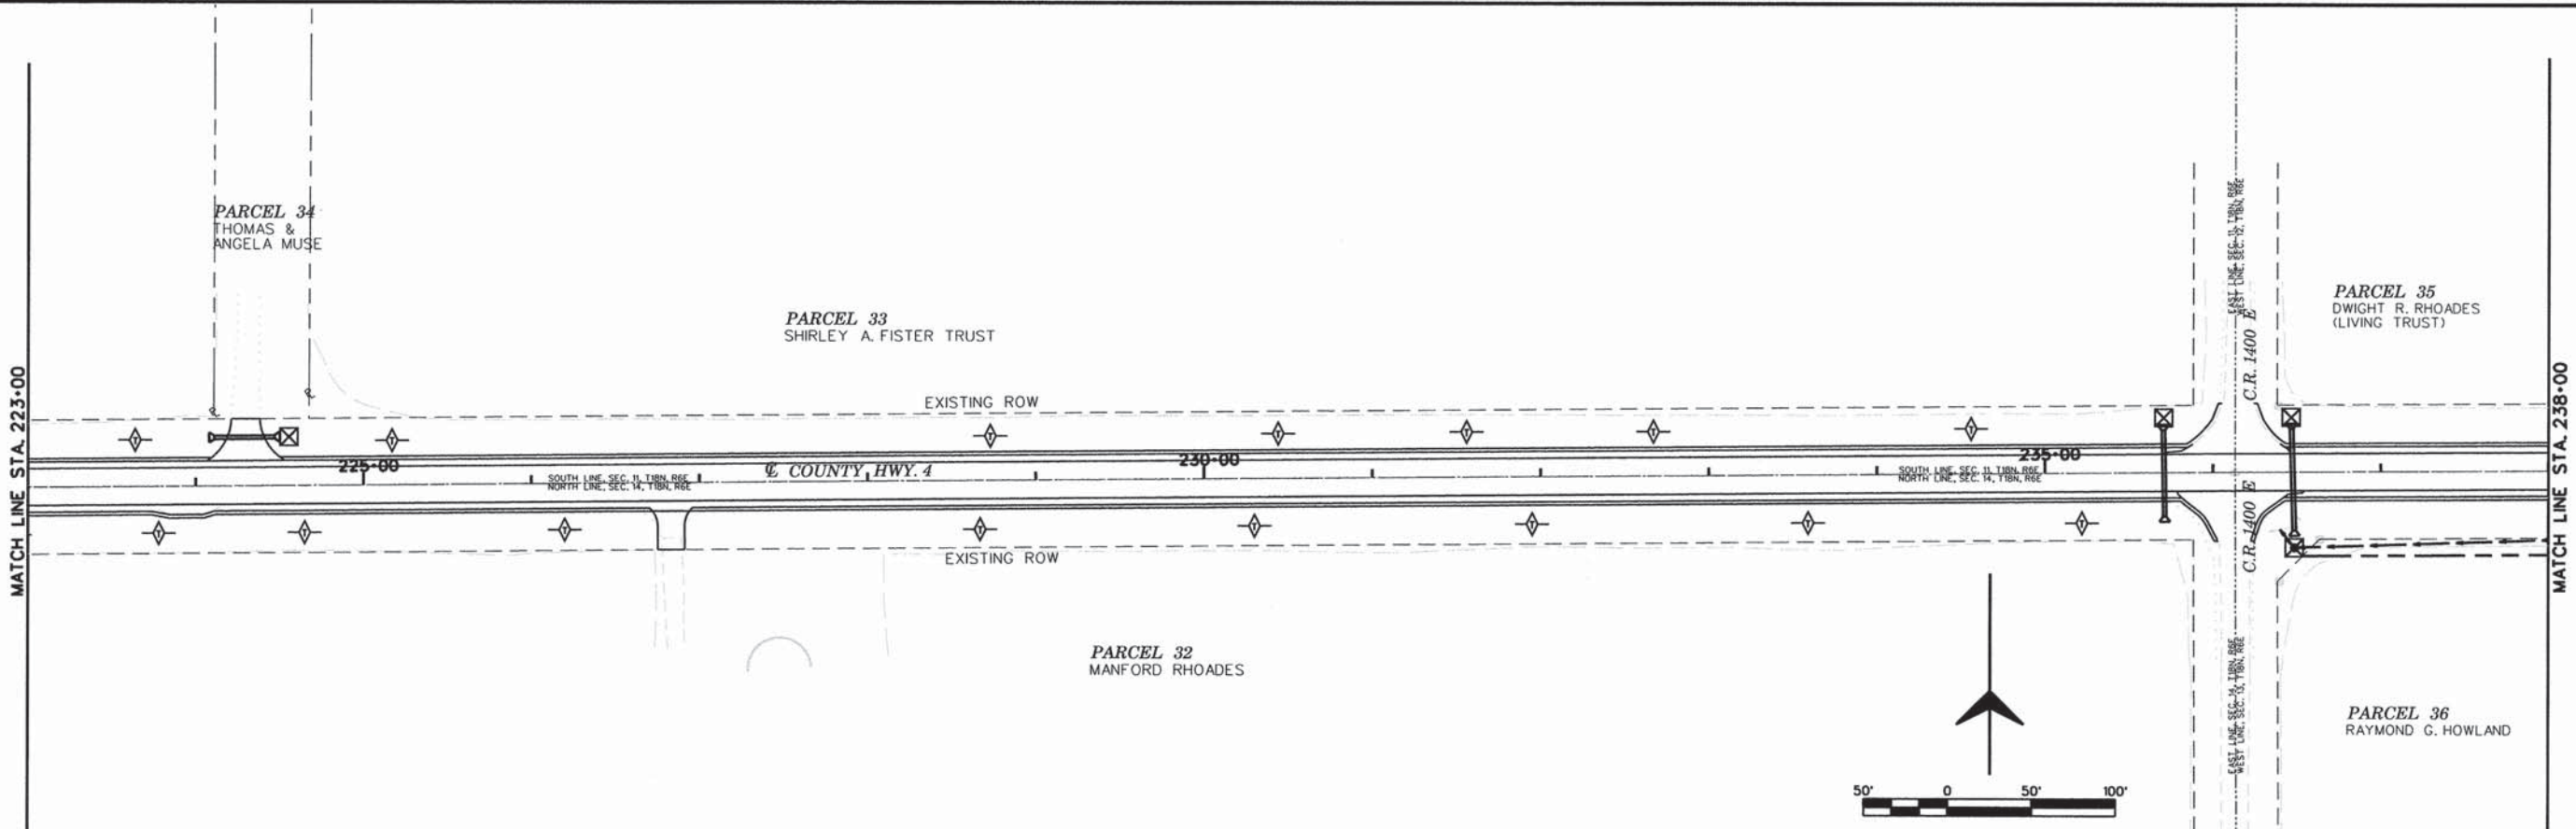 MATCH LINE STA. 223+00
PARCEL 34
THOMAS &
ANGELA MUSE
PARCEL 33
SHIRLEY A. FISTER TRUST
EXISTING ROW
EAST LINE, SEC. 11, T18N, R6E
WEST LINE, SEC. 12, T18N, R6E
C.R. 1400 E
PARCEL 35
DWIGHT R. RHOADES
(LIVING TRUST)
MATCH LINE STA. 238+00
225+00
SOUTH LINE, SEC. 11, T18N, R6E
NORTH LINE, SEC. 14, T18N, R6E
℄ COUNTY HWY. 4
230+00
SOUTH LINE, SEC. 11, T18N, R6E
NORTH LINE, SEC. 14, T18N, R6E
235+00
T T T T T T T
T T T T T T T T
EXISTING ROW
C.R. 1400 E
PARCEL 32
MANFORD RHOADES
EAST LINE, SEC. 14, T18N, R6E
WEST LINE, SEC. 13, T18N, R6E
PARCEL 36
RAYMOND G. HOWLAND
50' 0 50' 100'